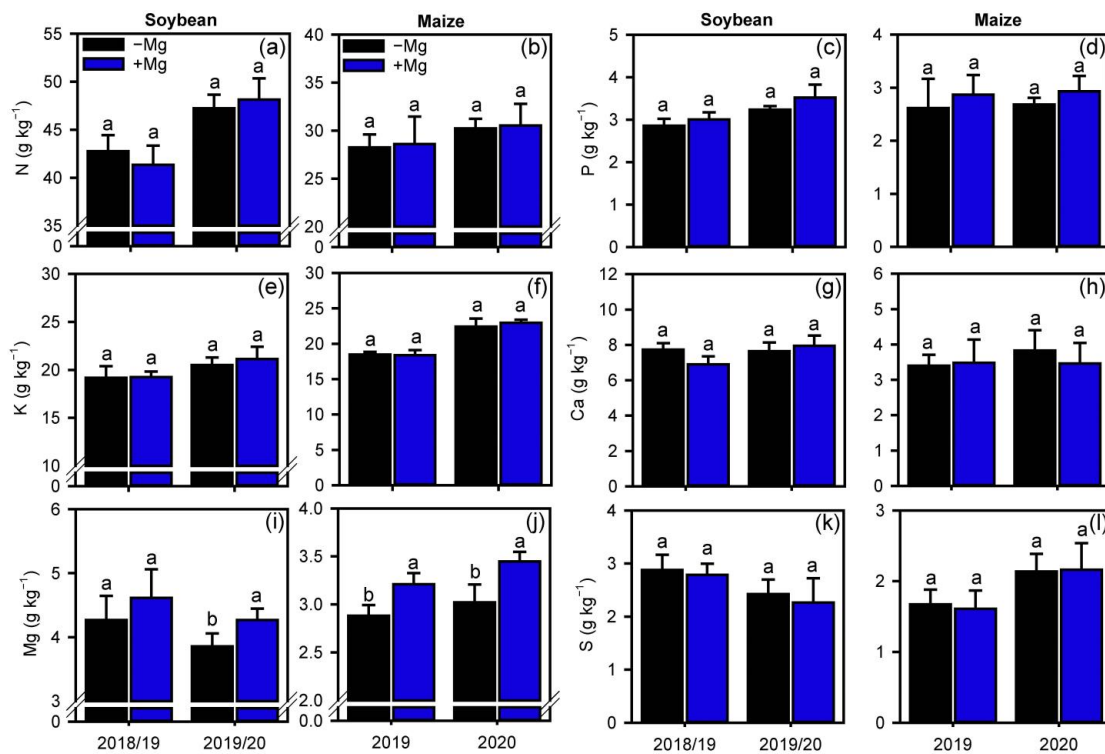 Soybean
Maize
Soybean
Maize
N (g kg⁻¹)
55
50
45
40
35
0
−Mg
+Mg
(a)
a
a
a
a
40
35
30
25
20
0
−Mg
+Mg
(b)
a
a
a
a
P (g kg⁻¹)
5
4
3
2
1
0
(c)
a
a
a
a
4
3
2
1
0
(d)
a
a
a
a
K (g kg⁻¹)
30
25
20
15
10
0
(e)
a
a
a
a
30
25
20
15
10
5
0
(f)
a
a
a
a
Ca (g kg⁻¹)
12
10
8
6
4
2
0
(g)
a
a
a
a
6
5
4
3
2
1
0
(h)
a
a
a
a
Mg (g kg⁻¹)
6
5
4
3
0
(i)
a
a
b
a
2018/19
2019/20
4.0
3.5
3.0
2.5
2.0
0.0
(j)
b
a
b
a
2019
2020
S (g kg⁻¹)
4
3
2
1
0
(k)
a
a
a
a
2018/19
2019/20
3
2
1
0
(l)
a
a
a
a
2019
2020